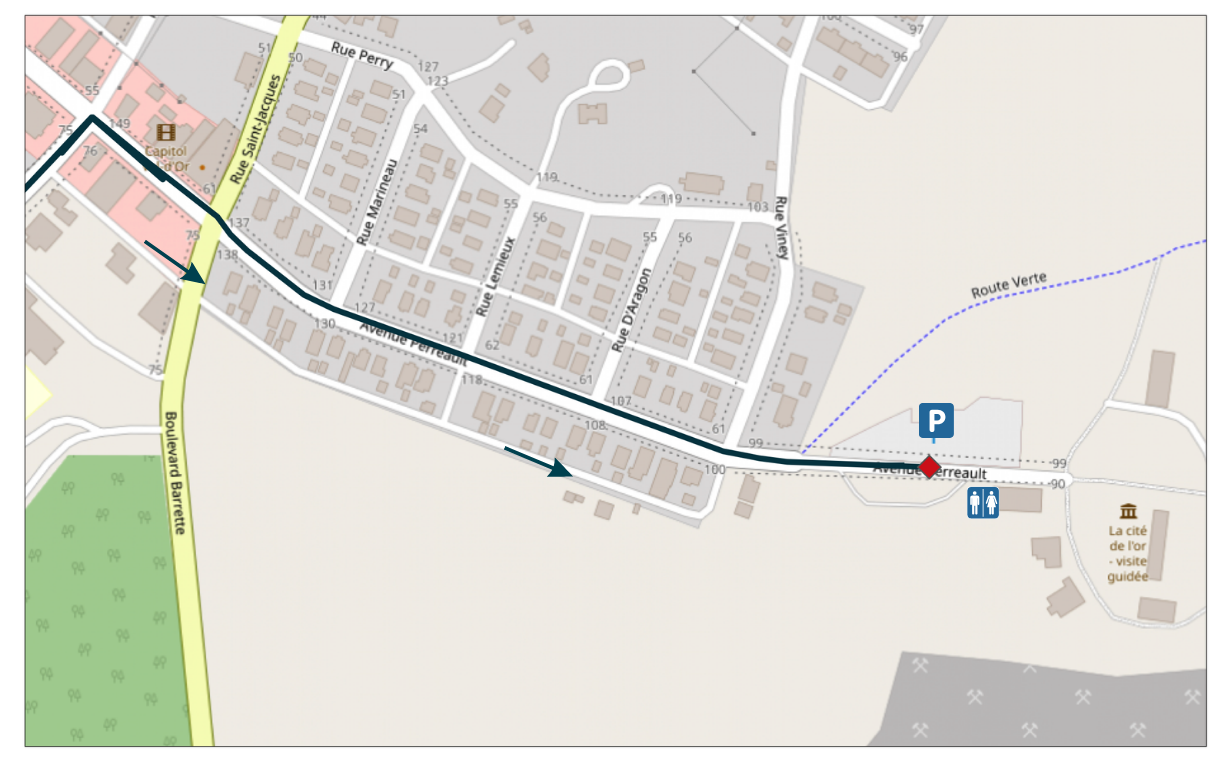 97
96
51
50
Rue Perry
127
123
51
54
55
149
75
76
Capitol
Rue Saint-Jacques
61
137
75
138
131
130
127
Avenue Perreault
121
118
62
Rue Marineau
Rue Lemieux
55
56
119
119
103
55
56
Rue D'Aragon
Rue Viney
61
107
108
61
99
100
75
Boulevard Barrette
Route Verte
P
Avenue Perreault
99
90
La cité
de l'or
- visite
guidée